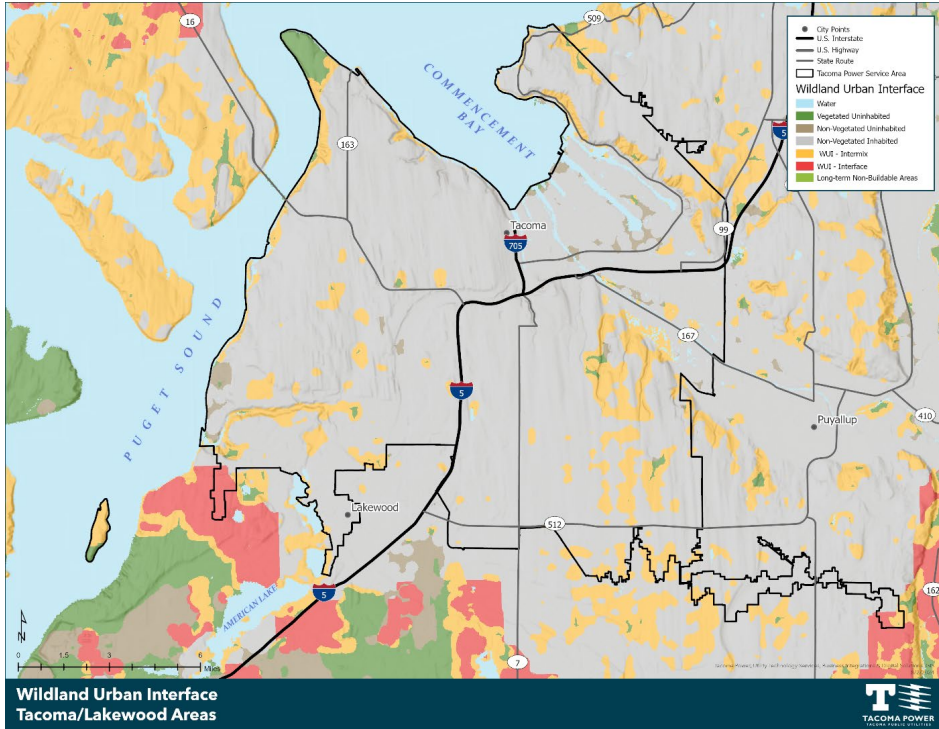 16
509
163
COMMENCEMENT
BAY
City Points
U.S. Interstate
U.S. Highway
State Route
Tacoma Power Service Area
Wildland Urban Interface
Water
Vegetated Uninhabited
Non-Vegetated Uninhabited
Non-Vegetated Inhabited
WUI - Intermix
WUI - Interface
Long-term Non-Buildable Areas
5
Tacoma
705
99
PUGET SOUND
167
5
Puyallup
410
Lakewood
512
5
AMERICAN LAKE
162
7
N
0 1.5 3 6
Miles
Wildland Urban Interface
Tacoma/Lakewood Areas
T
TACOMA POWER
TACOMA PUBLIC UTILITIES